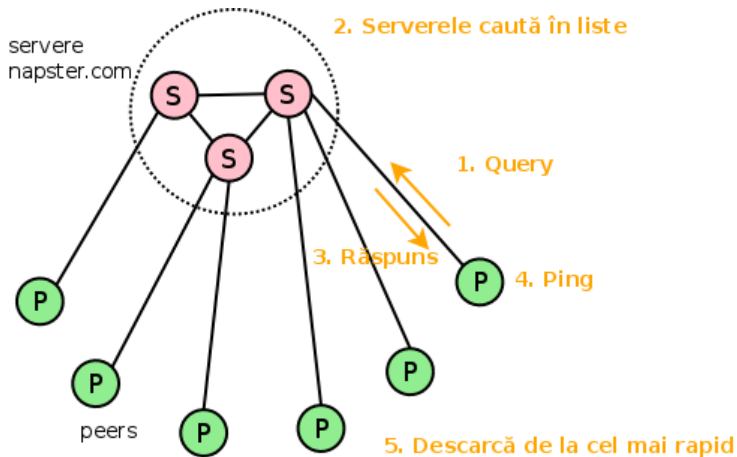 2. Serverele caută în liste
servere
napster.com
S
S
S
1. Query
3. Răspuns
P
4. Ping
P
P
P
peers
P
P
5. Descarcă de la cel mai rapid